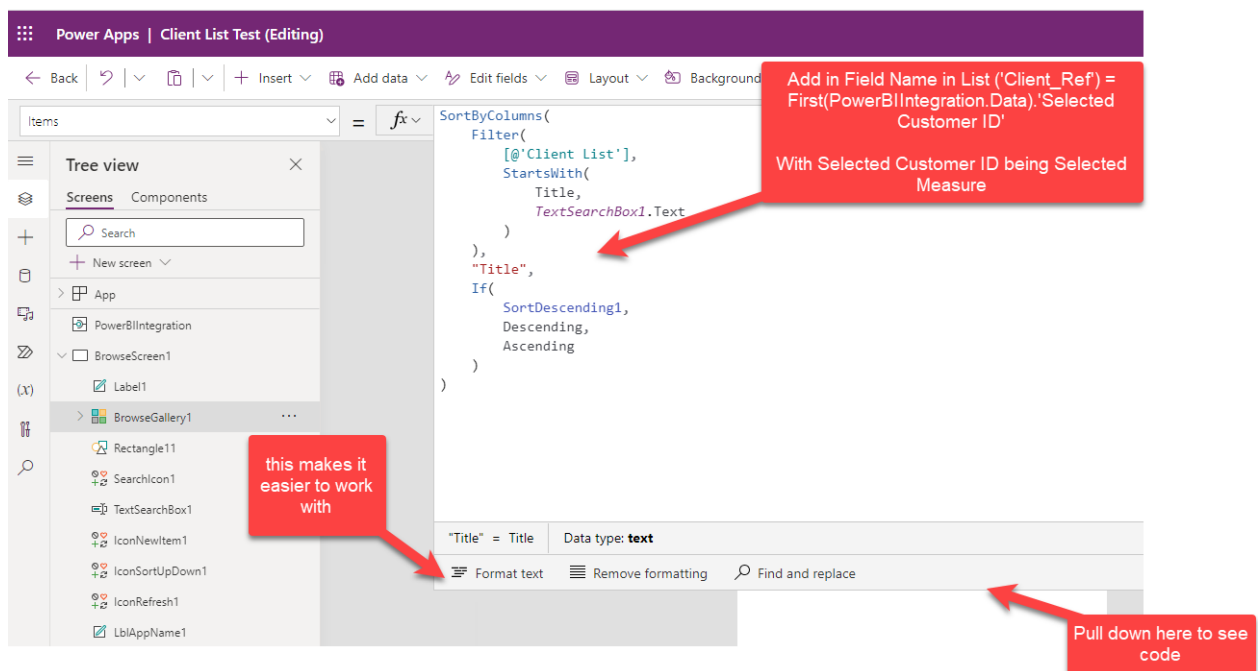 Power Apps | Client List Test (Editing)
Back
Insert
Add data
Edit fields
Layout
Background
Items
=
fx
SortByColumns(
Filter(
[@'Client List'],
StartsWith(
Title,
TextSearchBox1.Text
)
),
"Title",
If(
SortDescending1,
Descending,
Ascending
)
)
Add in Field Name in List ('Client_Ref') =
First(PowerBIIntegration.Data).'Selected
Customer ID'
With Selected Customer ID being Selected
Measure
Tree view
Screens
Components
Search
New screen
App
PowerBIIntegration
BrowseScreen1
Label1
BrowseGallery1
Rectangle11
SearchIcon1
TextSearchBox1
IconNewItem1
IconSortUpDown1
IconRefresh1
LblAppName1
(x)
this makes it
easier to work
with
"Title" = Title
Data type: text
Format text
Remove formatting
Find and replace
Pull down here to see
code